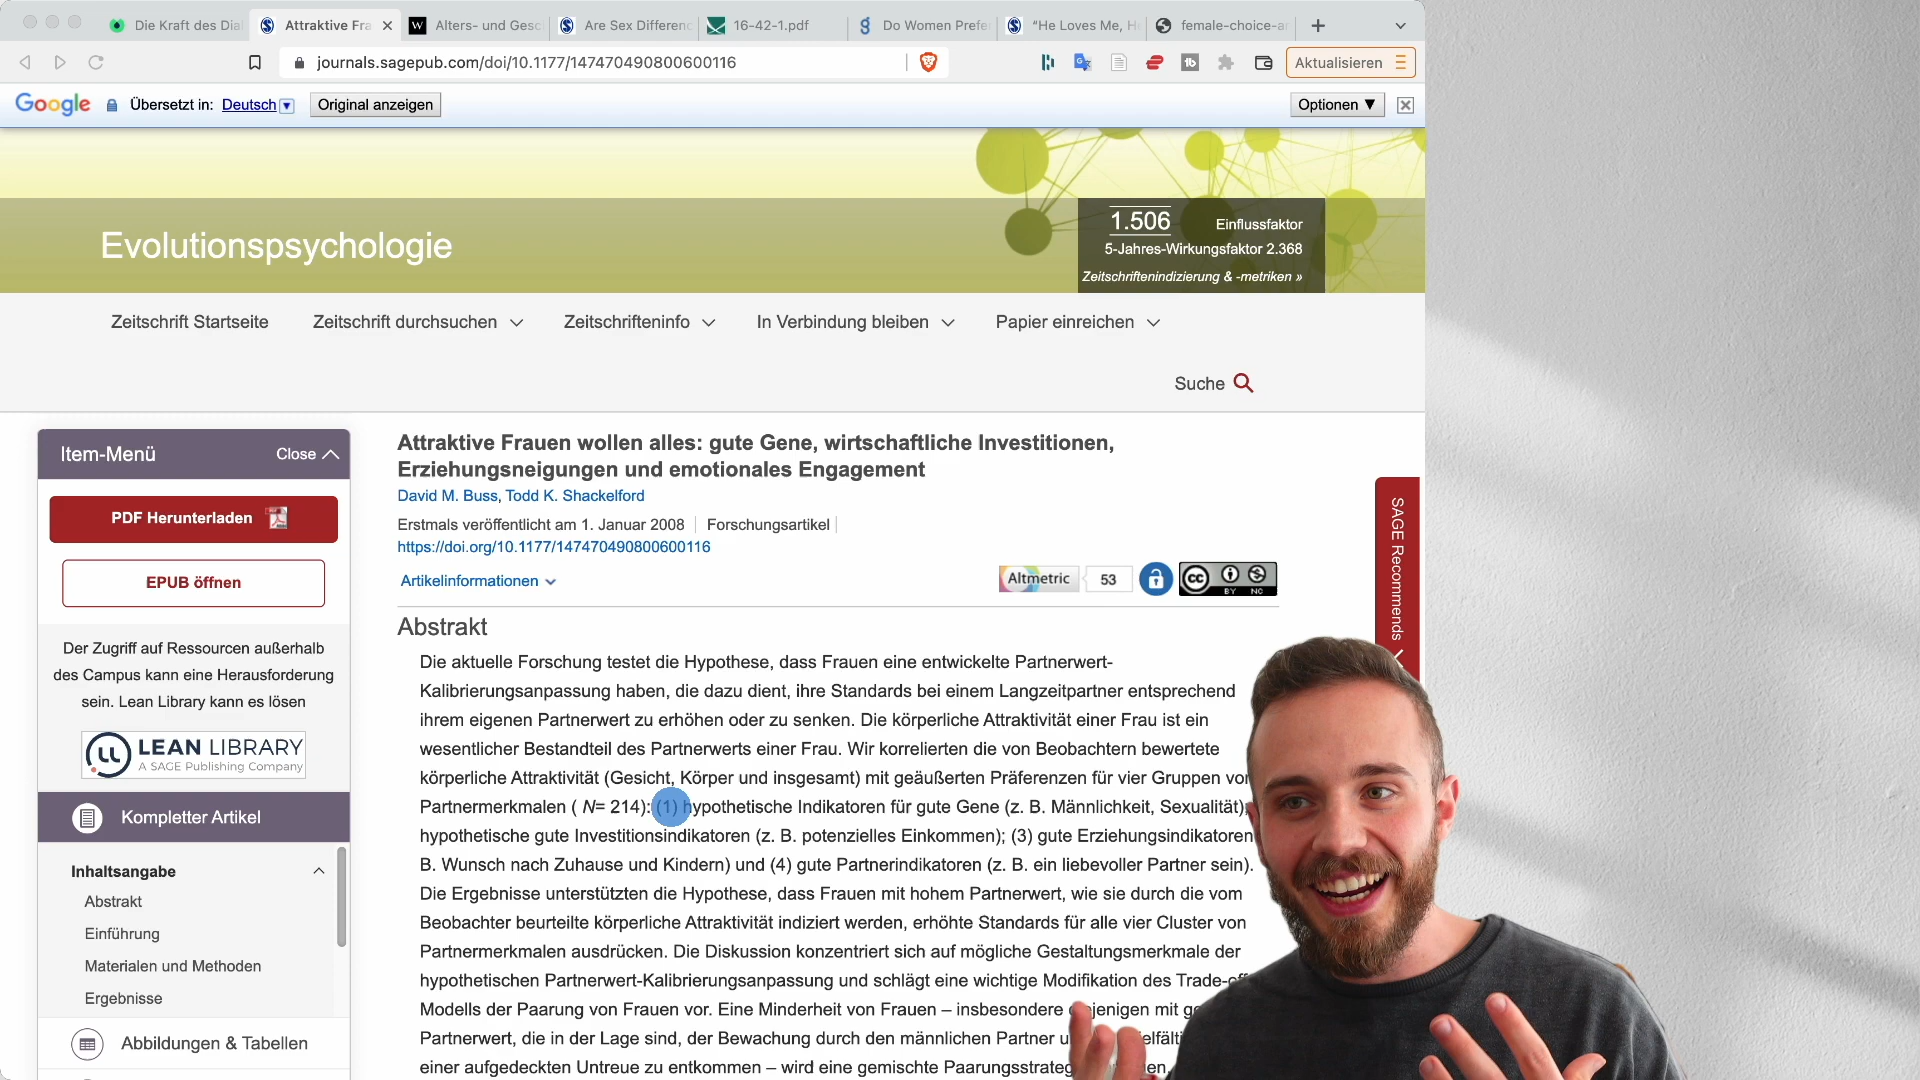 Die Kraft des Dia
Attraktive Fra
Alters- und Gesc
Are Sex Differenc
16-42-1.pdf
Do Women Prefe
"He Loves Me, H
female-choice-ar
journals.sagepub.com/doi/10.1177/147470490800600116
Aktualisieren
Google Übersetzt in: Deutsch Original anzeigen
Optionen ▼
Evolutionspsychologie
1.506 Einflussfaktor
5-Jahres-Wirkungsfaktor 2.368
Zeitschriftenindizierung & -metriken »
Zeitschrift Startseite Zeitschrift durchsuchen Zeitschrifteninfo In Verbindung bleiben Papier einreichen
Suche
Item-Menü Close
PDF Herunterladen
EPUB öffnen
Der Zugriff auf Ressourcen außerhalb
des Campus kann eine Herausforderung
sein. Lean Library kann es lösen
LEAN LIBRARY
A SAGE Publishing Company
Kompletter Artikel
Inhaltsangabe
Abstrakt
Einführung
Materialen und Methoden
Ergebnisse
Abbildungen & Tabellen
Attraktive Frauen wollen alles: gute Gene, wirtschaftliche Investitionen,
Erziehungsneigungen und emotionales Engagement
David M. Buss, Todd K. Shackelford
Erstmals veröffentlicht am 1. Januar 2008 Forschungsartikel
https://doi.org/10.1177/147470490800600116
Artikelinformationen
Altmetric 53
cc BY NC
SAGE Recommends
Abstrakt
Die aktuelle Forschung testet die Hypothese, dass Frauen eine entwickelte Partnerwert-
Kalibrierungsanpassung haben, die dazu dient, ihre Standards bei einem Langzeitpartner entsprechend
ihrem eigenen Partnerwert zu erhöhen oder zu senken. Die körperliche Attraktivität einer Frau ist ein
wesentlicher Bestandteil des Partnerwerts einer Frau. Wir korrelierten die von Beobachtern bewertete
körperliche Attraktivität (Gesicht, Körper und insgesamt) mit geäußerten Präferenzen für vier Gruppen von
Partnermerkmalen ( N= 214): (1) hypothetische Indikatoren für gute Gene (z. B. Männlichkeit, Sexualität);
hypothetische gute Investitionsindikatoren (z. B. potenzielles Einkommen); (3) gute Erziehungsindikatoren
B. Wunsch nach Zuhause und Kindern) und (4) gute Partnerindikatoren (z. B. ein liebevoller Partner sein).
Die Ergebnisse unterstützten die Hypothese, dass Frauen mit hohem Partnerwert, wie sie durch die vom
Beobachter beurteilte körperliche Attraktivität indiziert werden, erhöhte Standards für alle vier Cluster von
Partnermerkmalen ausdrücken. Die Diskussion konzentriert sich auf mögliche Gestaltungsmerkmale der
hypothetischen Partnerwert-Kalibrierungsanpassung und schlägt eine wichtige Modifikation des Trade-off
Modells der Paarung von Frauen vor. Eine Minderheit von Frauen – insbesondere mit
Partnerwert, die in der Lage sind, der Bewachung durch den männlichen Partner
einer aufgedeckten Untreue zu entkommen – wird eine gemischte